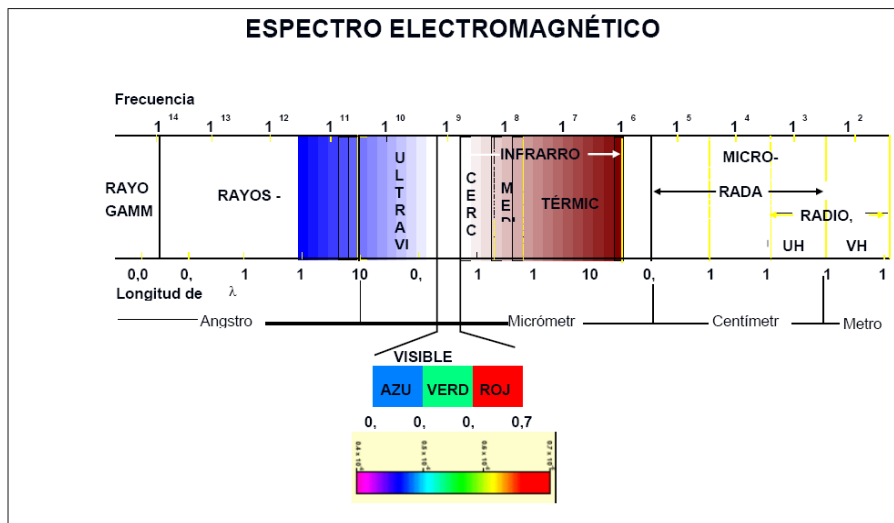 ESPECTRO ELECTROMAGNÉTICO
Frecuencia
1 14 1 13 1 12 1 11 1 10 1 9 1 8 1 7 1 6 1 5 1 4 1 3 1 2
RAYO GAMM
RAYOS -
ULTRAVI
CERC
INFRARRO
TÉRMIC
MICRO-
RADA
RADIO,
UH VH
0,0 0, 1 1 10 0, 1 1 10 0, 1 1 1 1
Longitud de λ
Angstro Micrómetr Centímetr Metro
VISIBLE
AZU VERD ROJ
0, 0, 0, 0,7